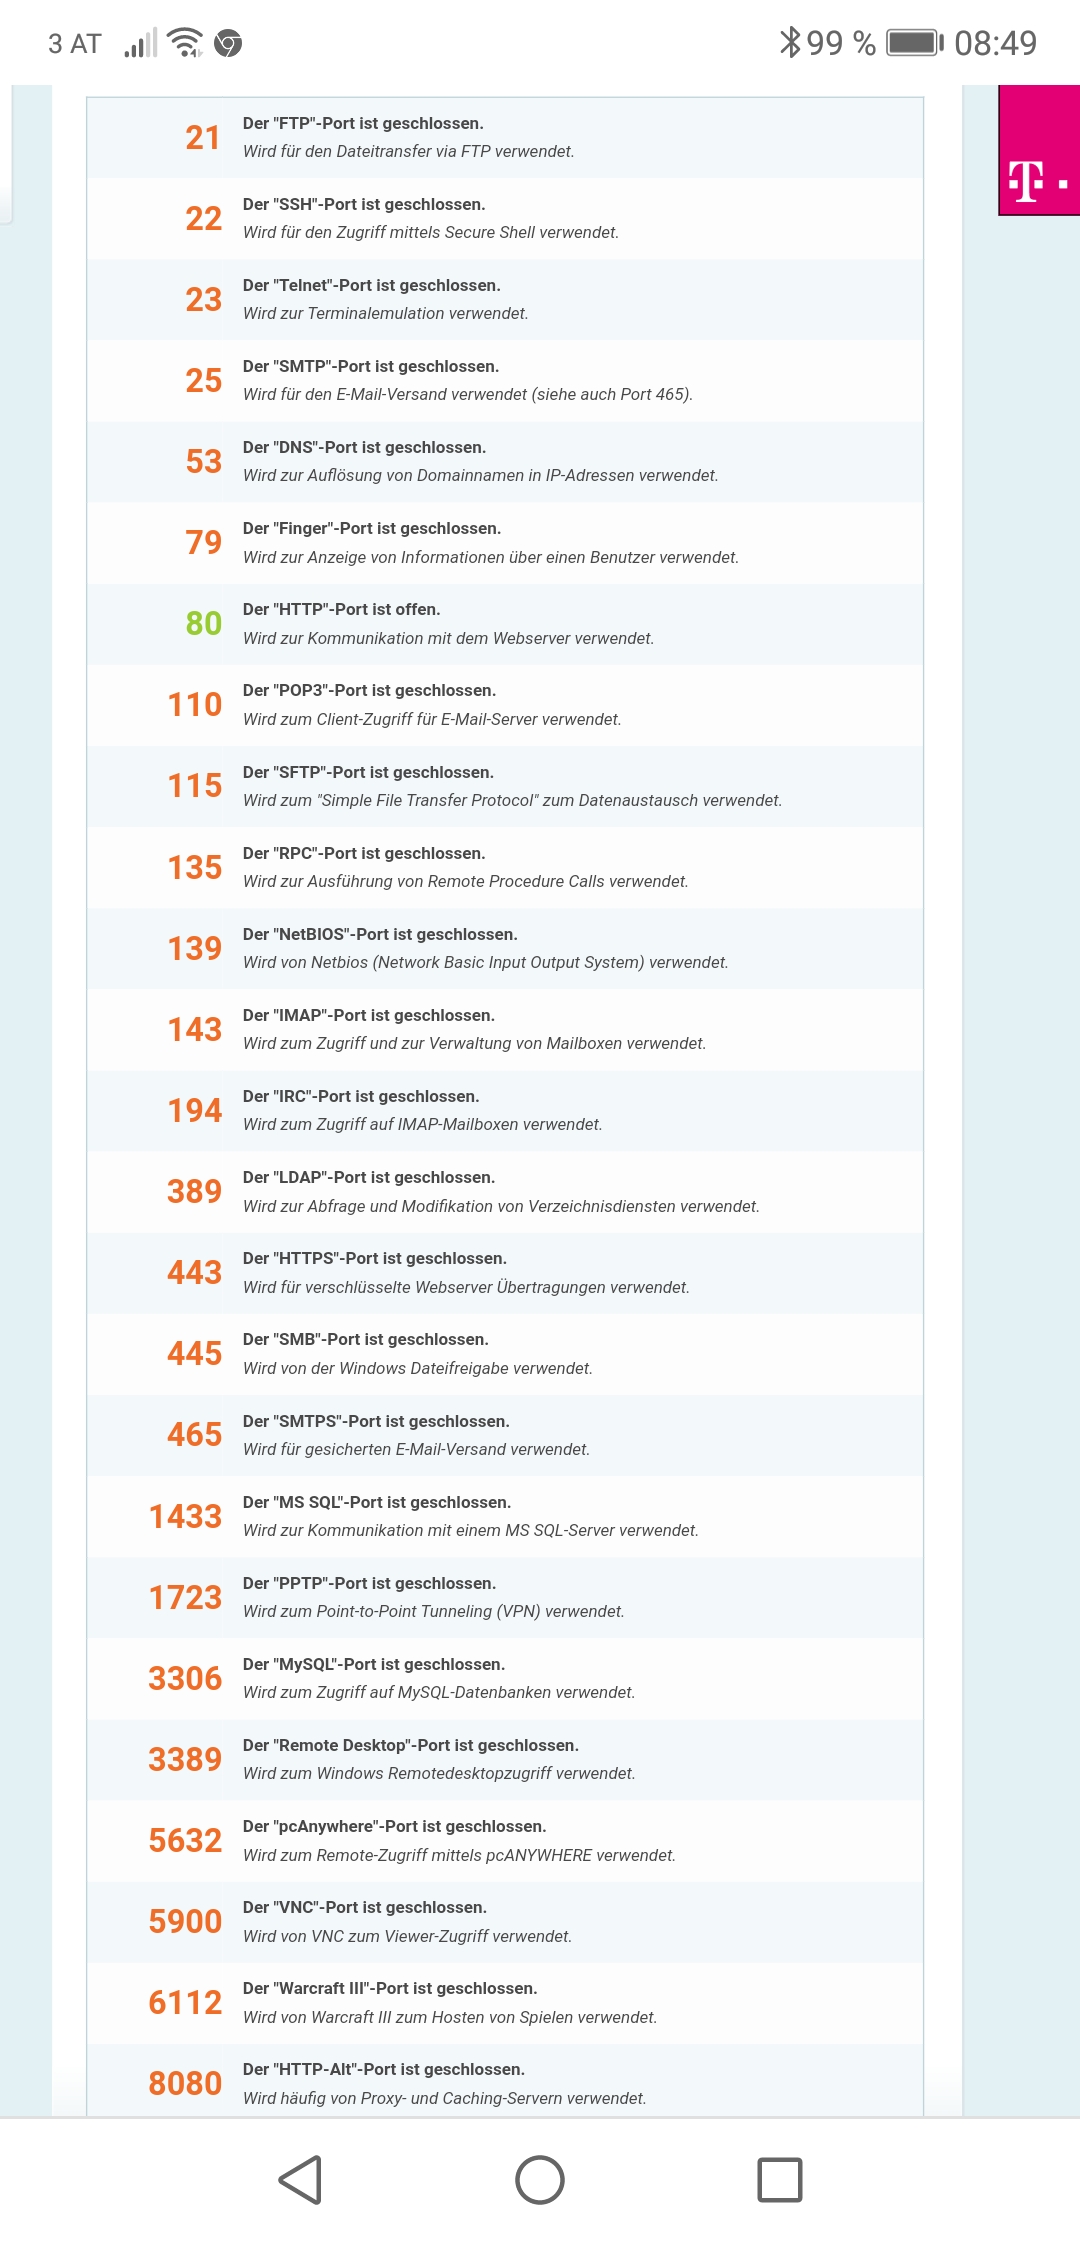 3 AT 99 % 08:49
21 Der "FTP"-Port ist geschlossen.
Wird für den Dateitransfer via FTP verwendet.
T
22 Der "SSH"-Port ist geschlossen.
Wird für den Zugriff mittels Secure Shell verwendet.
23 Der "Telnet"-Port ist geschlossen.
Wird zur Terminalemulation verwendet.
25 Der "SMTP"-Port ist geschlossen.
Wird für den E-Mail-Versand verwendet (siehe auch Port 465).
53 Der "DNS"-Port ist geschlossen.
Wird zur Auflösung von Domainnamen in IP-Adressen verwendet.
79 Der "Finger"-Port ist geschlossen.
Wird zur Anzeige von Informationen über einen Benutzer verwendet.
80 Der "HTTP"-Port ist offen.
Wird zur Kommunikation mit dem Webserver verwendet.
110 Der "POP3"-Port ist geschlossen.
Wird zum Client-Zugriff für E-Mail-Server verwendet.
115 Der "SFTP"-Port ist geschlossen.
Wird zum "Simple File Transfer Protocol" zum Datenaustausch verwendet.
135 Der "RPC"-Port ist geschlossen.
Wird zur Ausführung von Remote Procedure Calls verwendet.
139 Der "NetBIOS"-Port ist geschlossen.
Wird von Netbios (Network Basic Input Output System) verwendet.
143 Der "IMAP"-Port ist geschlossen.
Wird zum Zugriff und zur Verwaltung von Mailboxen verwendet.
194 Der "IRC"-Port ist geschlossen.
Wird zum Zugriff auf IMAP-Mailboxen verwendet.
389 Der "LDAP"-Port ist geschlossen.
Wird zur Abfrage und Modifikation von Verzeichnisdiensten verwendet.
443 Der "HTTPS"-Port ist geschlossen.
Wird für verschlüsselte Webserver Übertragungen verwendet.
445 Der "SMB"-Port ist geschlossen.
Wird von der Windows Dateifreigabe verwendet.
465 Der "SMTPS"-Port ist geschlossen.
Wird für gesicherten E-Mail-Versand verwendet.
1433 Der "MS SQL"-Port ist geschlossen.
Wird zur Kommunikation mit einem MS SQL-Server verwendet.
1723 Der "PPTP"-Port ist geschlossen.
Wird zum Point-to-Point Tunneling (VPN) verwendet.
3306 Der "MySQL"-Port ist geschlossen.
Wird zum Zugriff auf MySQL-Datenbanken verwendet.
3389 Der "Remote Desktop"-Port ist geschlossen.
Wird zum Windows Remotedesktopzugriff verwendet.
5632 Der "pcAnywhere"-Port ist geschlossen.
Wird zum Remote-Zugriff mittels pcANYWHERE verwendet.
5900 Der "VNC"-Port ist geschlossen.
Wird von VNC zum Viewer-Zugriff verwendet.
6112 Der "Warcraft III"-Port ist geschlossen.
Wird von Warcraft III zum Hosten von Spielen verwendet.
8080 Der "HTTP-Alt"-Port ist geschlossen.
Wird häufig von Proxy- und Caching-Servern verwendet.